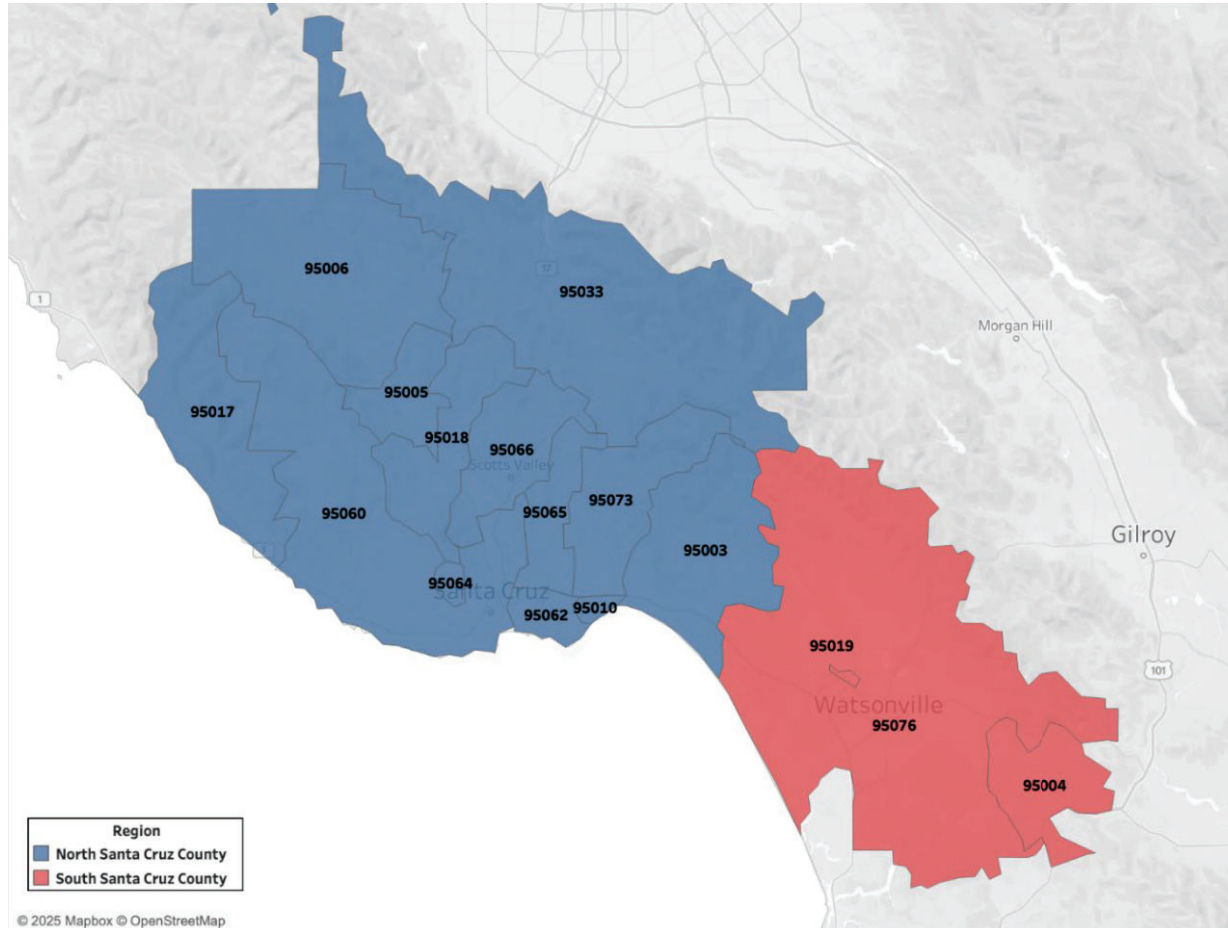 95006
17
95033
1
Morgan Hill
95005
95017
95018
95066
Scotts Valley
95073
95060
95065
Gilroy
95003
95064
Santa Cruz
95062
95010
95019
101
Watsonville
95076
95004
Region
North Santa Cruz County
South Santa Cruz County
© 2025 Mapbox © OpenStreetMap